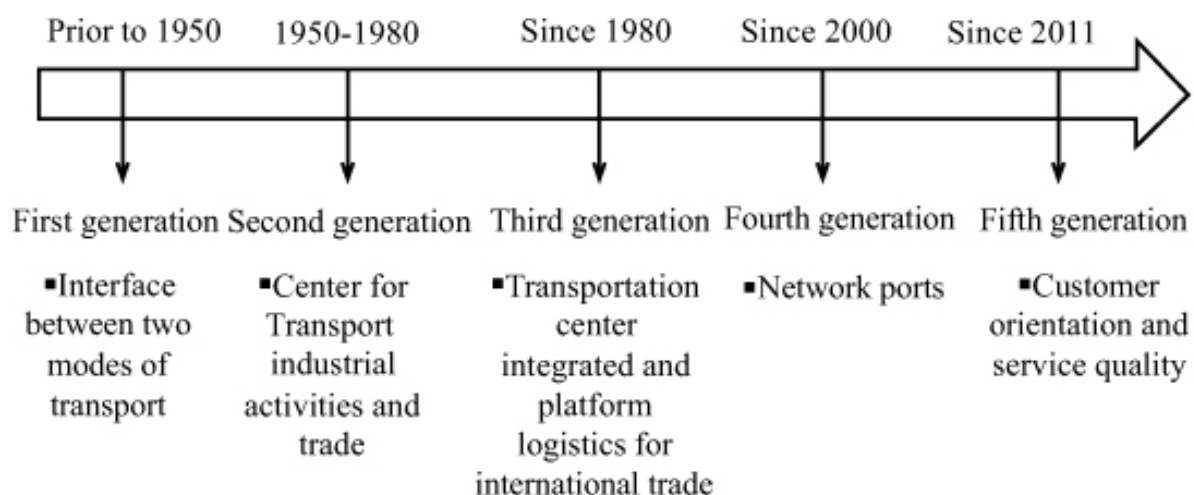 Prior to 1950
1950-1980
Since 1980
Since 2000
Since 2011
First generation
Second generation
Third generation
Fourth generation
Fifth generation
▪Interface
between two
modes of
transport
▪Center for
Transport
industrial
activities and
trade
▪Transportation
center
integrated and
platform
logistics for
international trade
▪Network ports
▪Customer
orientation and
service quality